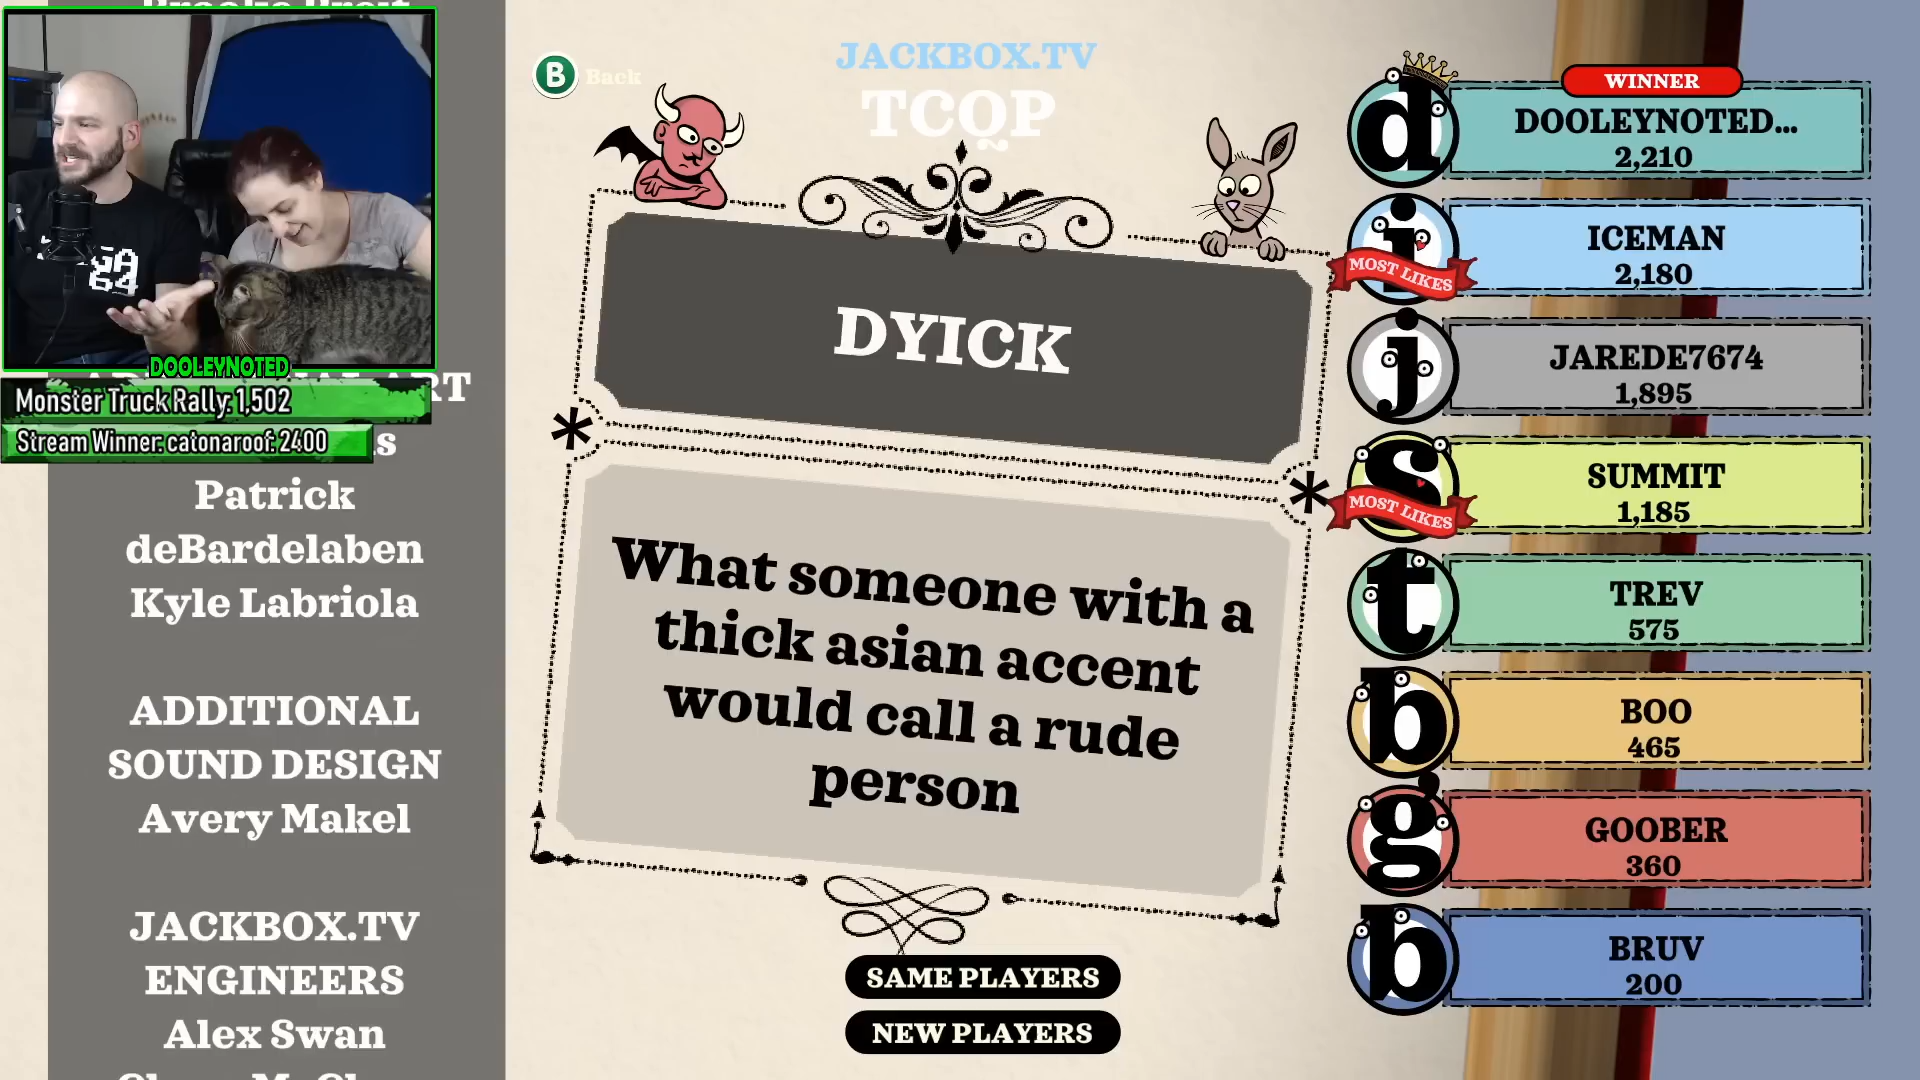 DOOLEYNOTED
Monster Truck Rally: 1,502
Stream Winner: catonaroof: 2400
Patrick
deBardelaben
Kyle Labriola
ADDITIONAL
SOUND DESIGN
Avery Makel
JACKBOX.TV
ENGINEERS
Alex Swan
B Back
JACKBOX.TV
TCQP
DYICK
*
*
What someone with a
thick asian accent
would call a rude
person
SAME PLAYERS
NEW PLAYERS
WINNER
d
DOOLEYNOTED...
2,210
i
MOST LIKES
ICEMAN
2,180
j
JAREDE7674
1,895
s
MOST LIKES
SUMMIT
1,185
t
TREV
575
b
BOO
465
g
GOOBER
360
b
BRUV
200